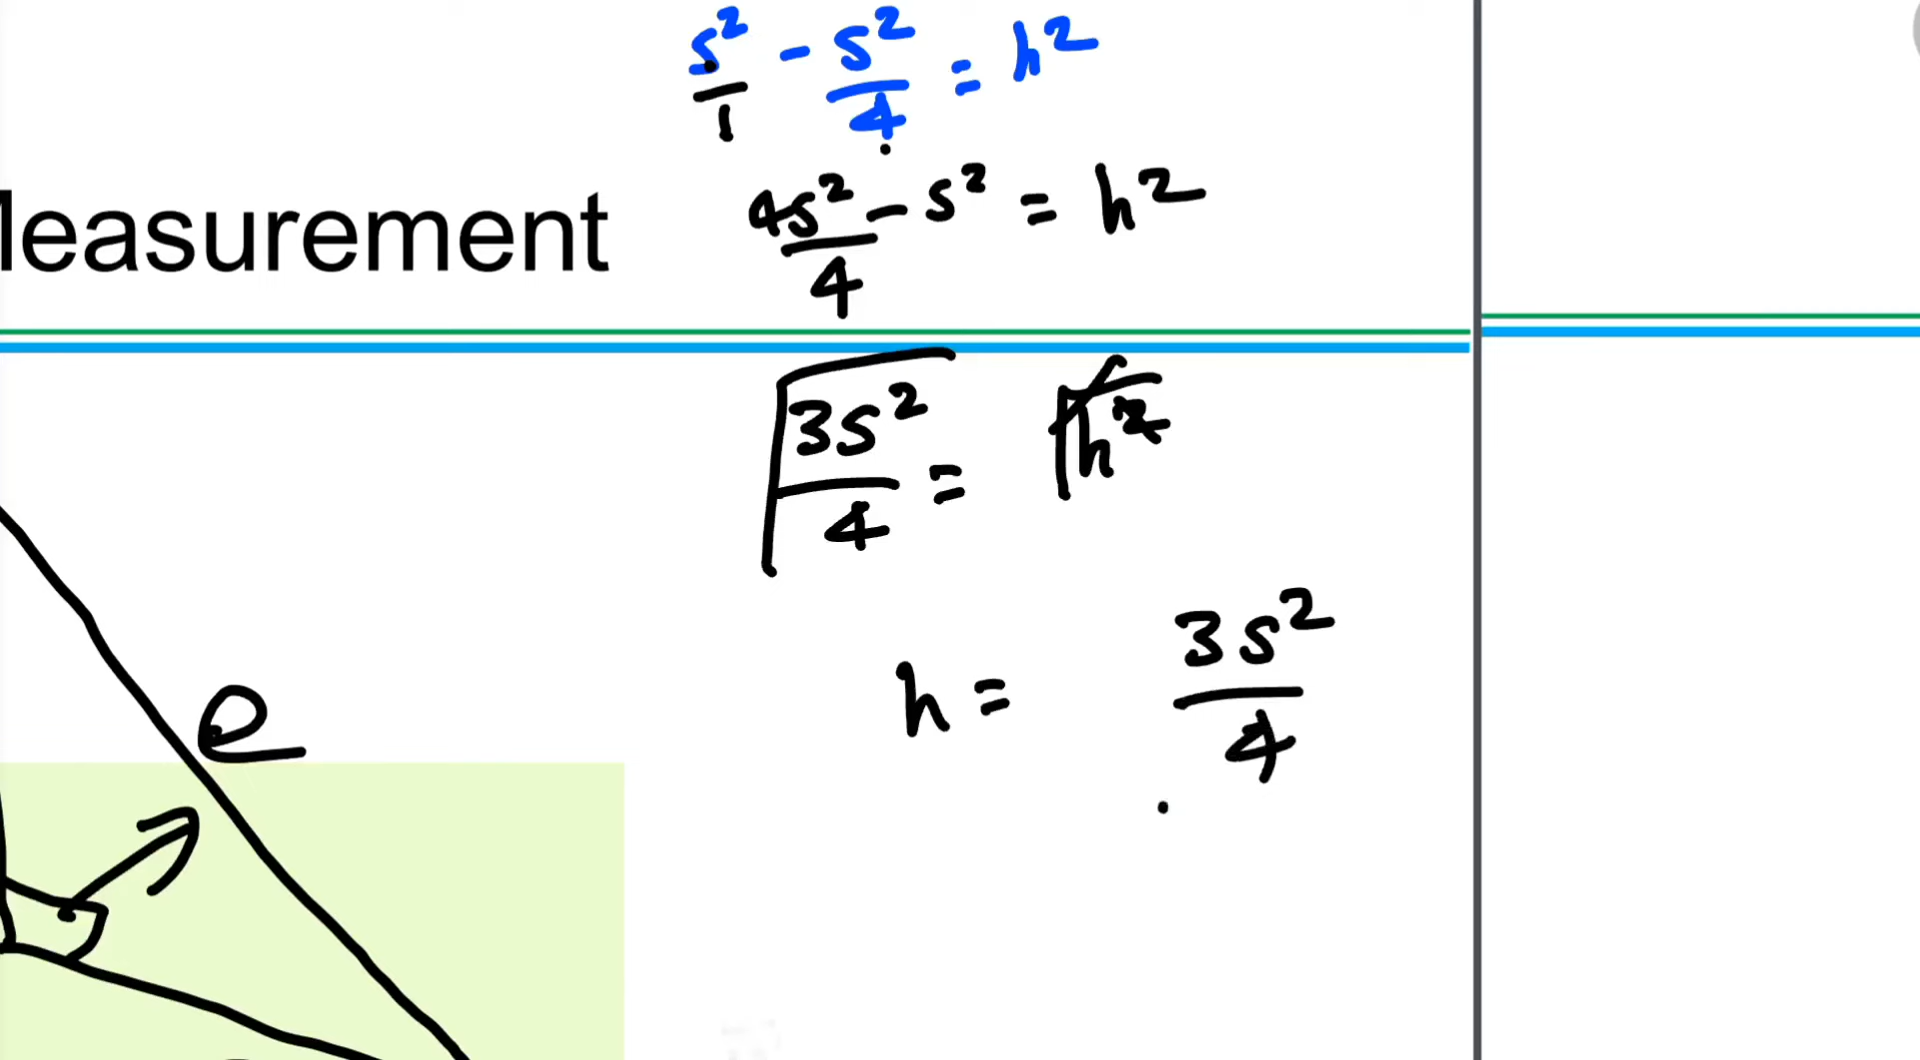 s²/1 - s²/4 = h²
4s² - s²/4 = h²
leasurement
√(3s²/4) = √h²
h = 3s²/4
e